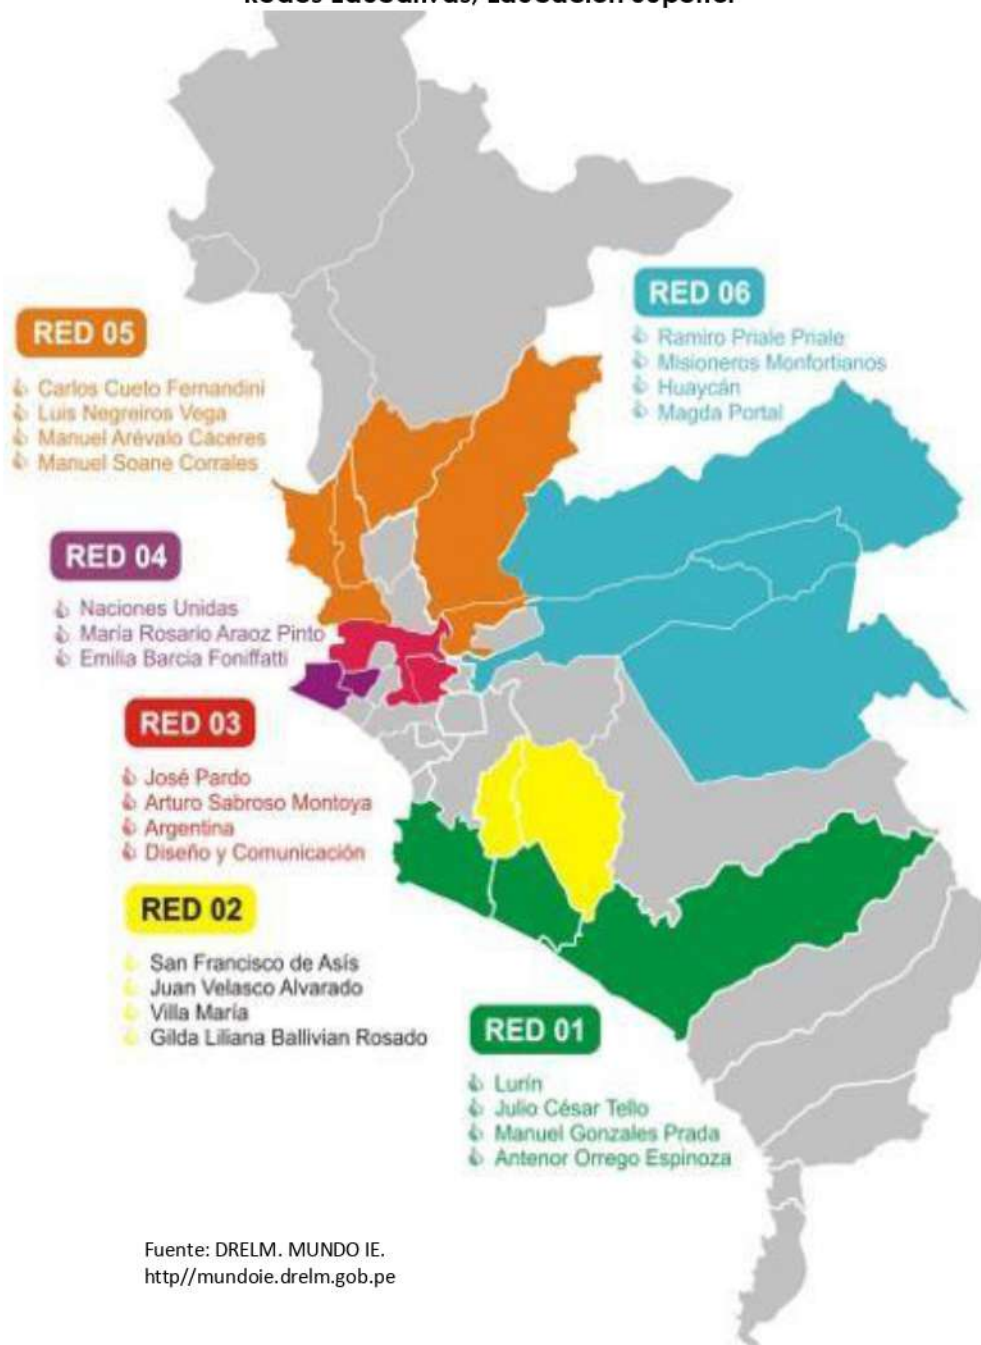 Redes Educativas, Educación Superior
RED 06
Ramiro Priale Priale
Misioneros Monfortianos
Huaycán
Magda Portal
RED 05
Carlos Cueto Fernandini
Luis Negreiros Vega
Manuel Arévalo Cáceres
Manuel Soane Corrales
RED 04
Naciones Unidas
María Rosario Araoz Pinto
Emilia Barcia Foniffatti
RED 03
José Pardo
Arturo Sabroso Montoya
Argentina
Diseño y Comunicación
RED 02
San Francisco de Asís
Juan Velasco Alvarado
Villa María
Gilda Liliana Ballivian Rosado
RED 01
Lurín
Julio César Tello
Manuel Gonzales Prada
Antenor Orrego Espinoza
Fuente: DRELM. MUNDO IE.
http//mundoie.drelm.gob.pe